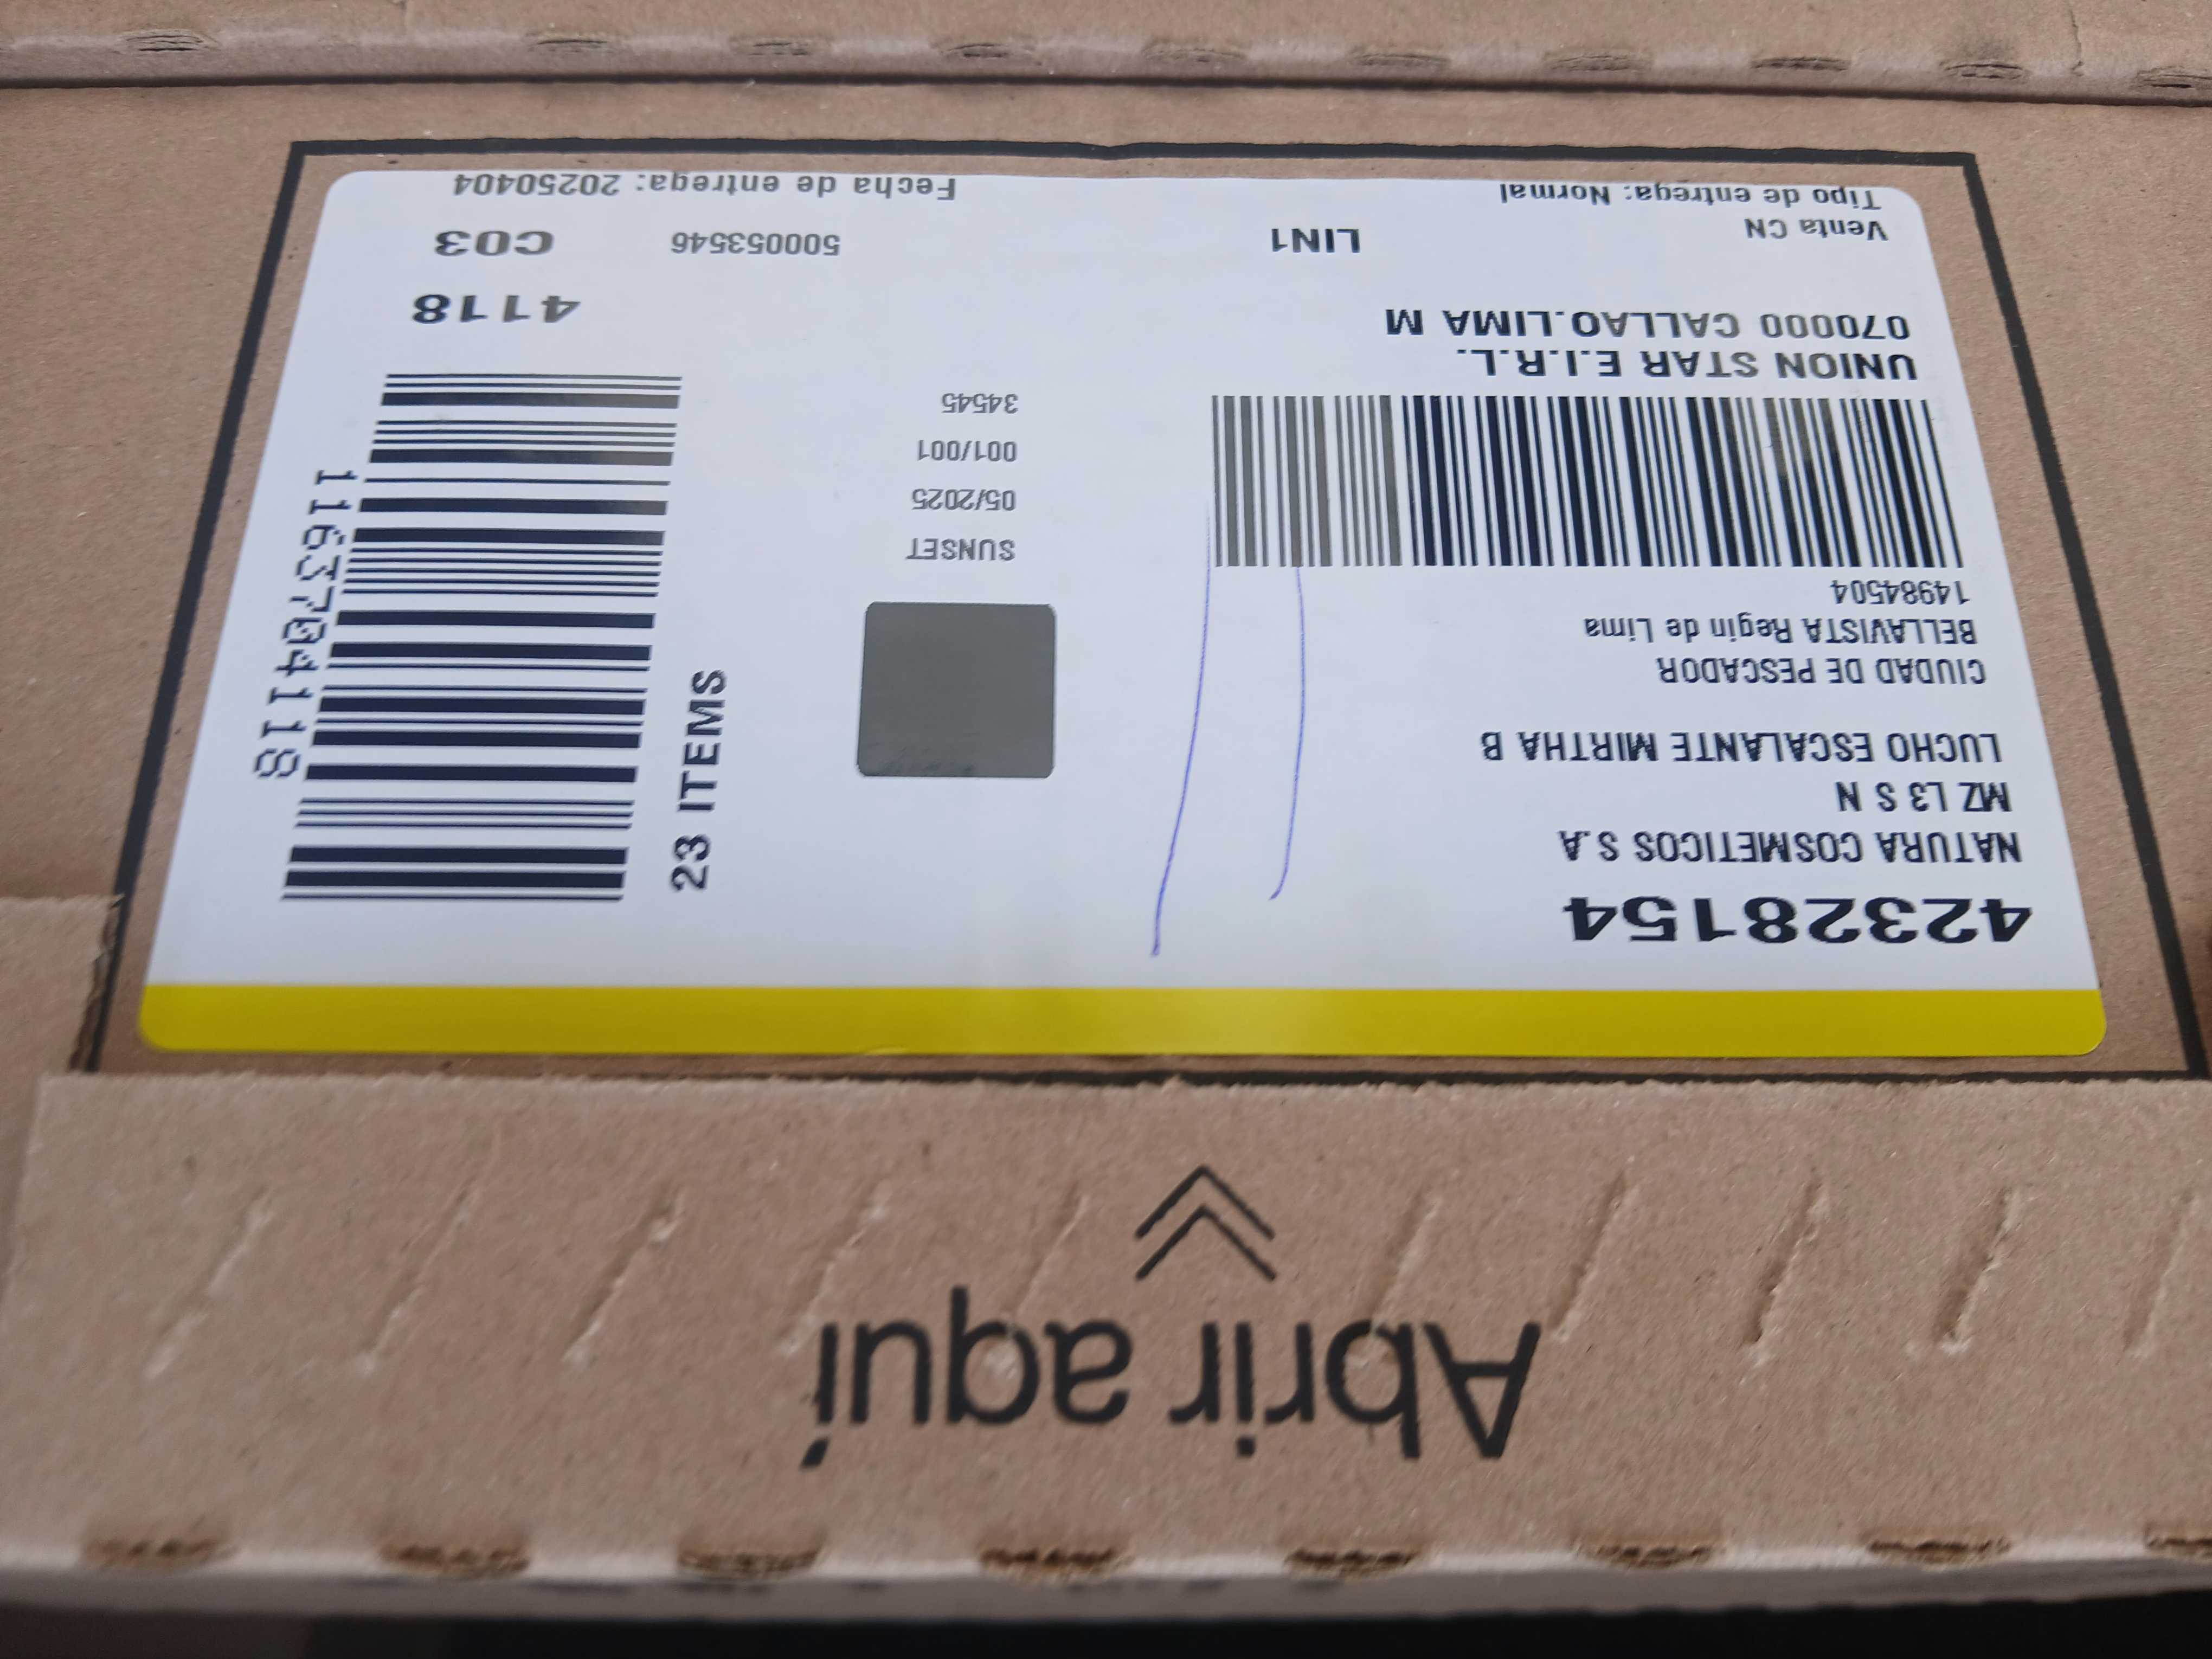 Abrir aquí
42328154
NATURA COSMETICOS S.A
MZ L3 S N
LUCHO ESCALANTE MIRTHA B
CIUDAD DE PESCADOR
BELLAVISTA Regin de Lima
14984504
UNION STAR E.I.R.L.
070000 CALLAO.LIMA M
Venta CN
LIN1
Tipo de entrega: Normal
SUNSET
05/2025
001/001
34545
23 ITEMS
1163704118
4118
500053546
C03
Fecha de entrega: 20250404